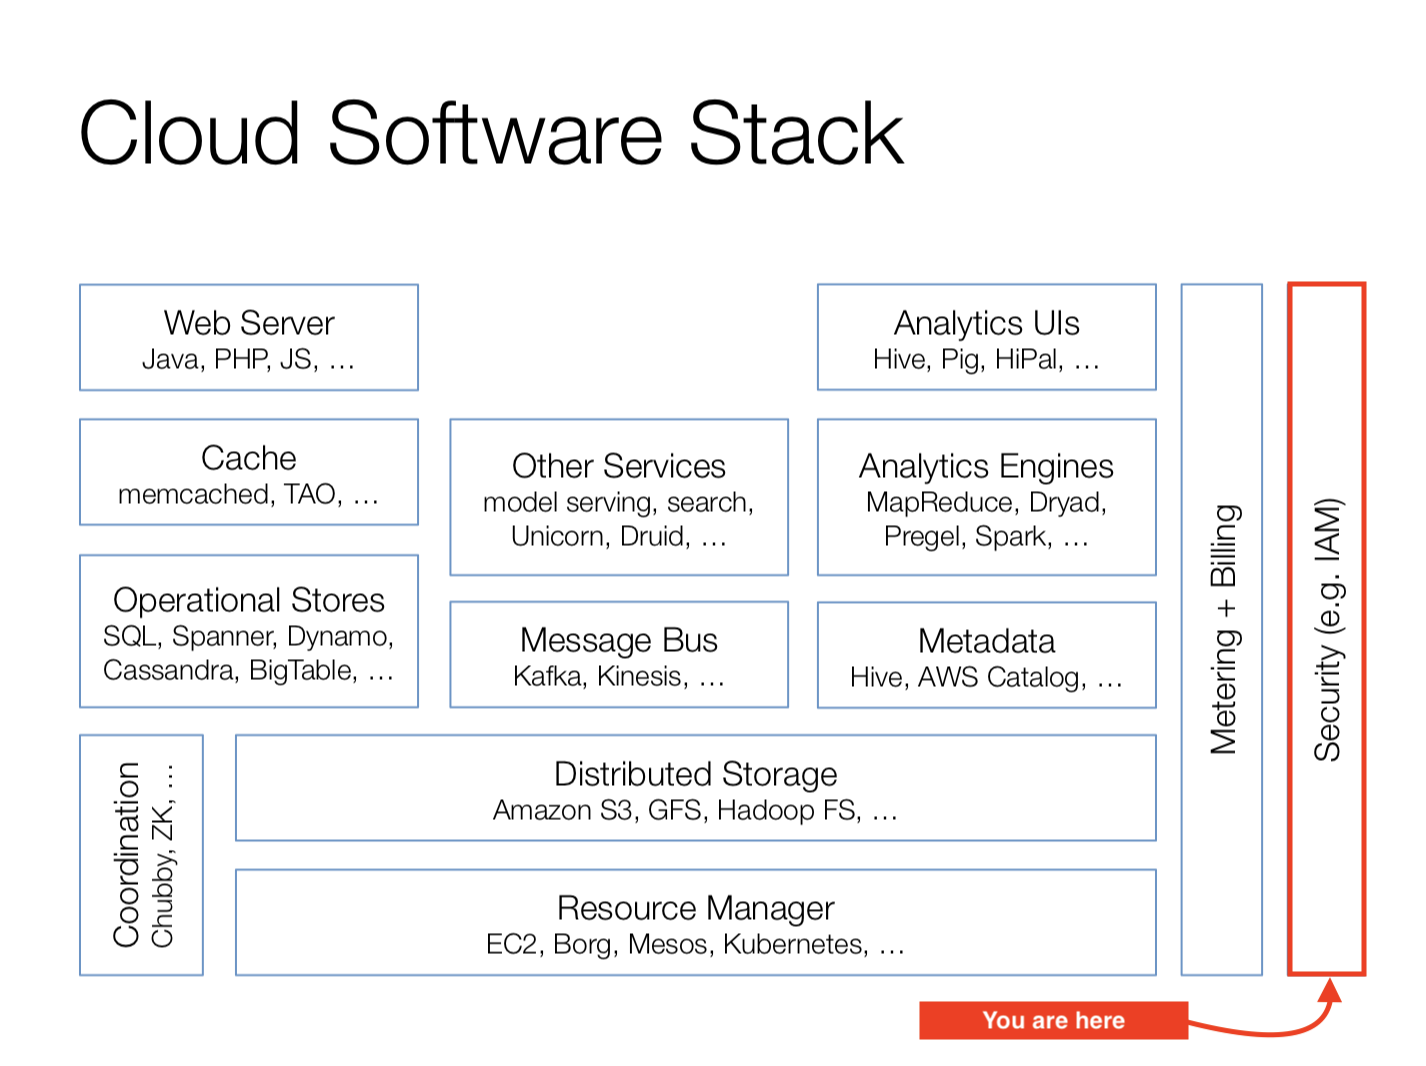 Cloud Software Stack
Web Server
Java, PHP, JS, …
Analytics UIs
Hive, Pig, HiPal, …
Cache
memcached, TAO, …
Other Services
model serving, search,
Unicorn, Druid, …
Analytics Engines
MapReduce, Dryad,
Pregel, Spark, …
Operational Stores
SQL, Spanner, Dynamo,
Cassandra, BigTable, …
Message Bus
Kafka, Kinesis, …
Metadata
Hive, AWS Catalog, …
Coordination
Chubby, ZK, …
Distributed Storage
Amazon S3, GFS, Hadoop FS, …
Resource Manager
EC2, Borg, Mesos, Kubernetes, …
Metering + Billing
Security (e.g. IAM)
You are here